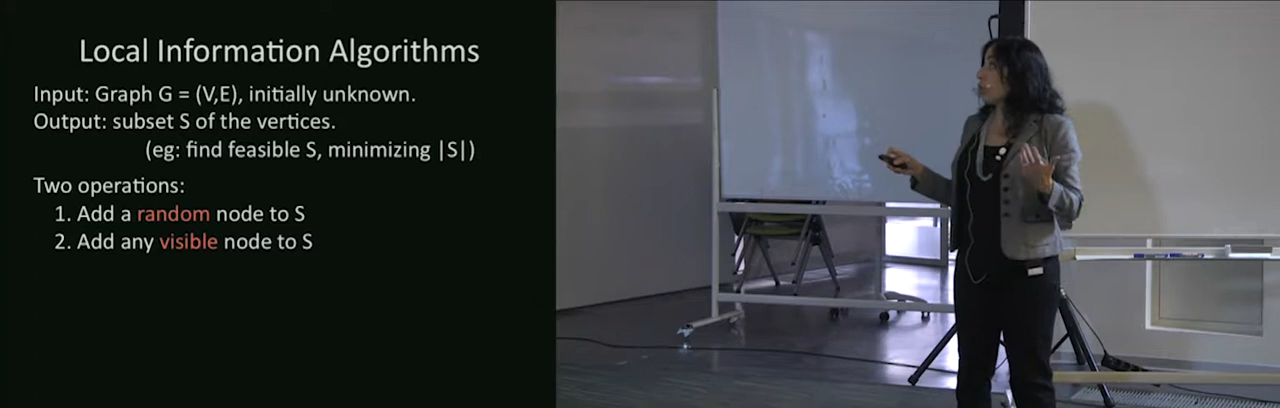 Local Information Algorithms
Input: Graph G = (V,E), initially unknown.
Output: subset S of the vertices.
(eg: find feasible S, minimizing |S|)
Two operations:
1. Add a random node to S
2. Add any visible node to S